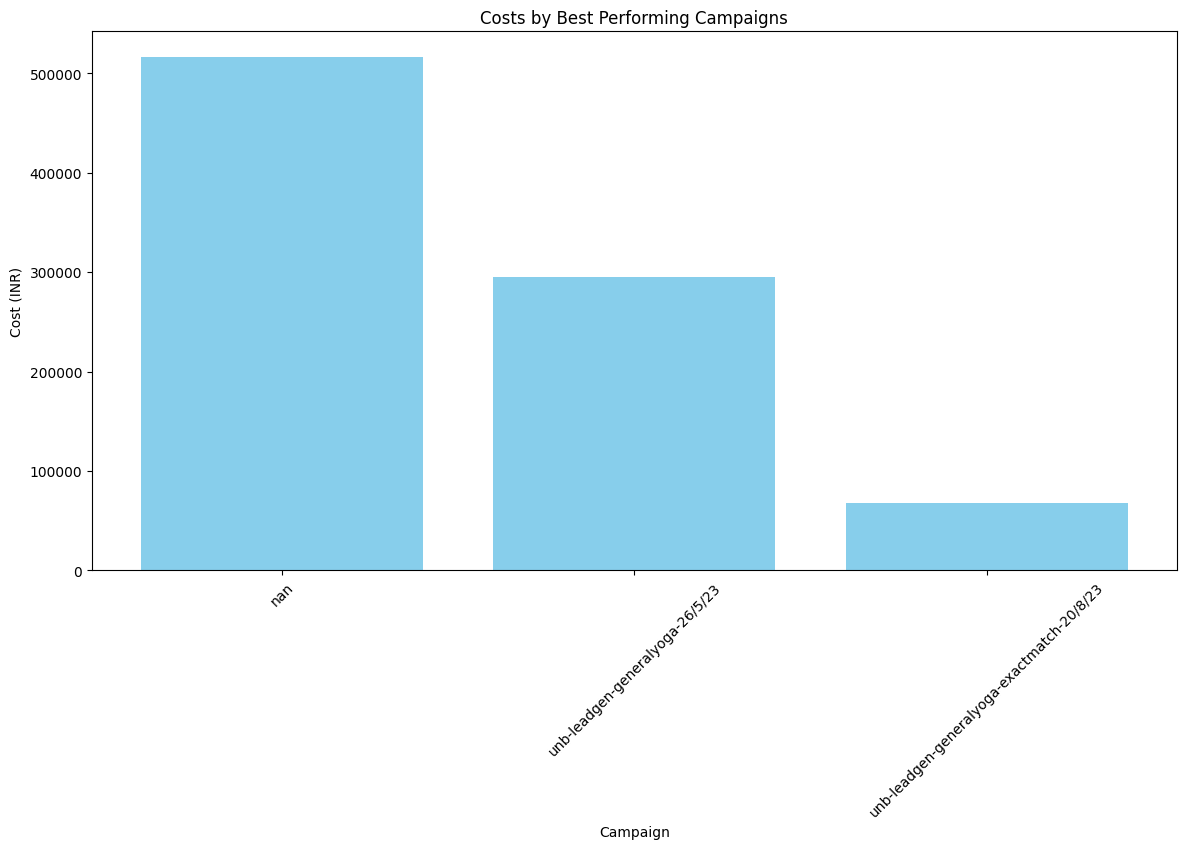 Costs by Best Performing Campaigns
Cost (INR)
500000
400000
300000
200000
100000
0
nan
unb-leadgen-generalyoga-26/5/23
unb-leadgen-generalyoga-exactmatch-20/8/23
Campaign